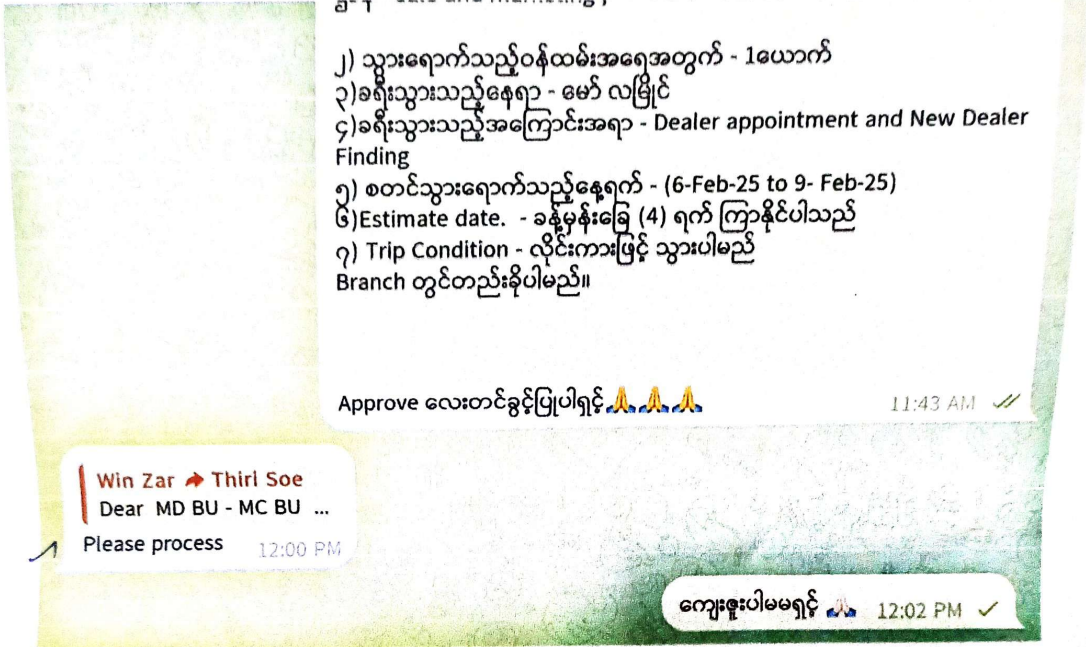 ၂) သွားရောက်သည့်ဝန်ထမ်းအရေအတွက် - 1ယောက်
၃)ခရီးသွားသည့်နေရာ - မော် လမြိုင်
၄)ခရီးသွားသည့်အကြောင်းအရာ - Dealer appointment and New Dealer
Finding
၅) စတင်သွားရောက်သည့်နေ့ရက် - (6-Feb-25 to 9- Feb-25)
၆)Estimate date. - ခန့်မှန်းခြေ (4) ရက် ကြာနိုင်ပါသည်
၇) Trip Condition - လိုင်းကားဖြင့် သွားပါမည်
Branch တွင်တည်းခိုပါမည်။
Approve လေးတင်ခွင့်ပြုပါရှင့်🙏🙏🙏
11:43 AM
Win Zar → Thirl Soe
Dear MD BU - MC BU ...
Please process 12:00 PM
ကျေးဇူးပါမမရှင့် 🙏 12:02 PM